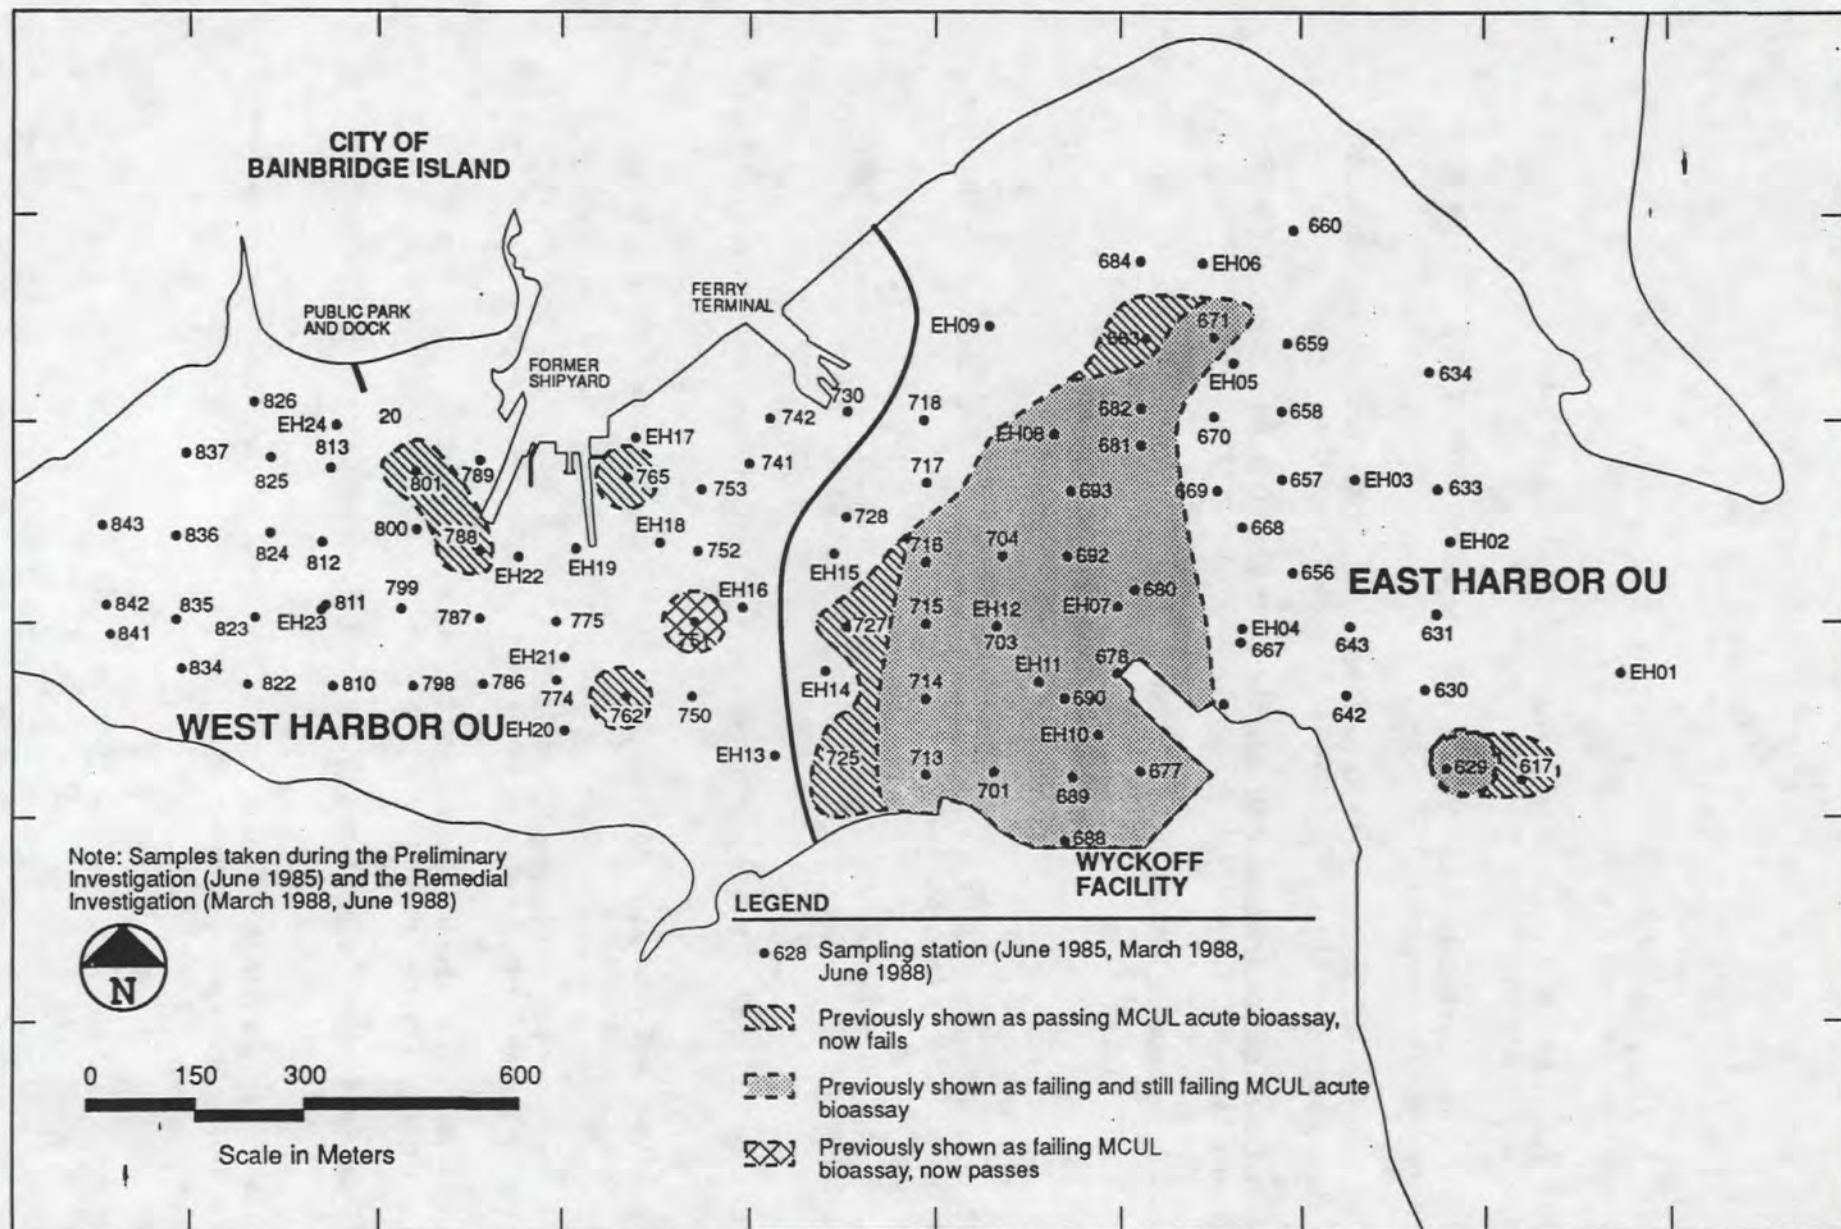 CITY OF
BAINBRIDGE ISLAND
660
684
EH06
PUBLIC PARK
AND DOCK
FERRY
TERMINAL
EH09
683
671
659
FORMER
SHIPYARD
EH05
634
826
EH24
20
730
742
718
682
658
670
837
813
EH17
EH08
681
825
801
789
765
741
717
753
693
669
657
EH03
633
843
836
824
812
800
788
EH18
752
728
716
704
692
668
EH02
EH22
EH19
EH15
656
EAST HARBOR OU
842
835
811
799
EH16
715
EH12
EH07
680
841
823
EH23
787
775
727
703
EH04
667
643
631
834
EH21
EH11
678
EH01
822
810
798
786
774
762
750
EH14
714
690
642
630
WEST HARBOR OU
EH20
EH10
EH13
725
713
701
689
677
629
617
688
WYCKOFF
FACILITY
Note: Samples taken during the Preliminary
Investigation (June 1985) and the Remedial
Investigation (March 1988, June 1988)
N
0 150 300 600
Scale in Meters
LEGEND
628 Sampling station (June 1985, March 1988,
June 1988)
Previously shown as passing MCUL acute bioassay,
now fails
Previously shown as failing and still failing MCUL acute
bioassay
Previously shown as failing MCUL
bioassay, now passes